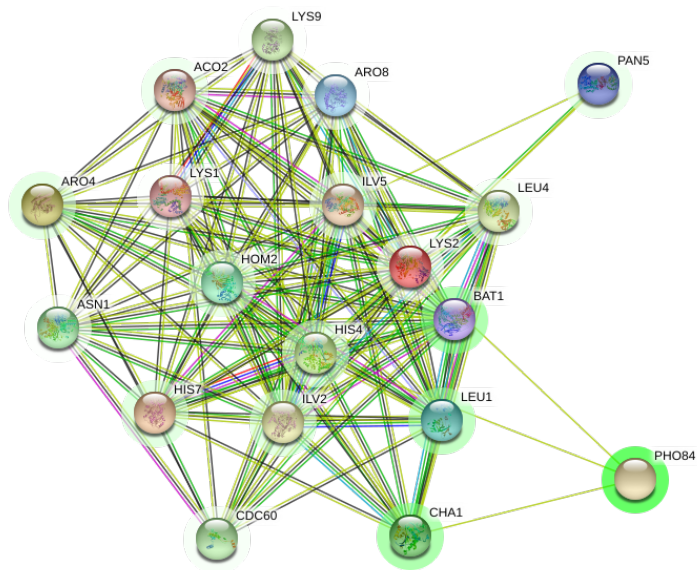 LYS9
PAN5
ACO2
ARO8
ARO4
LYS1
ILV5
LEU4
LYS2
HOM2
BAT1
ASN1
HIS4
HIS7
ILV2
LEU1
PHO84
CDC60
CHA1